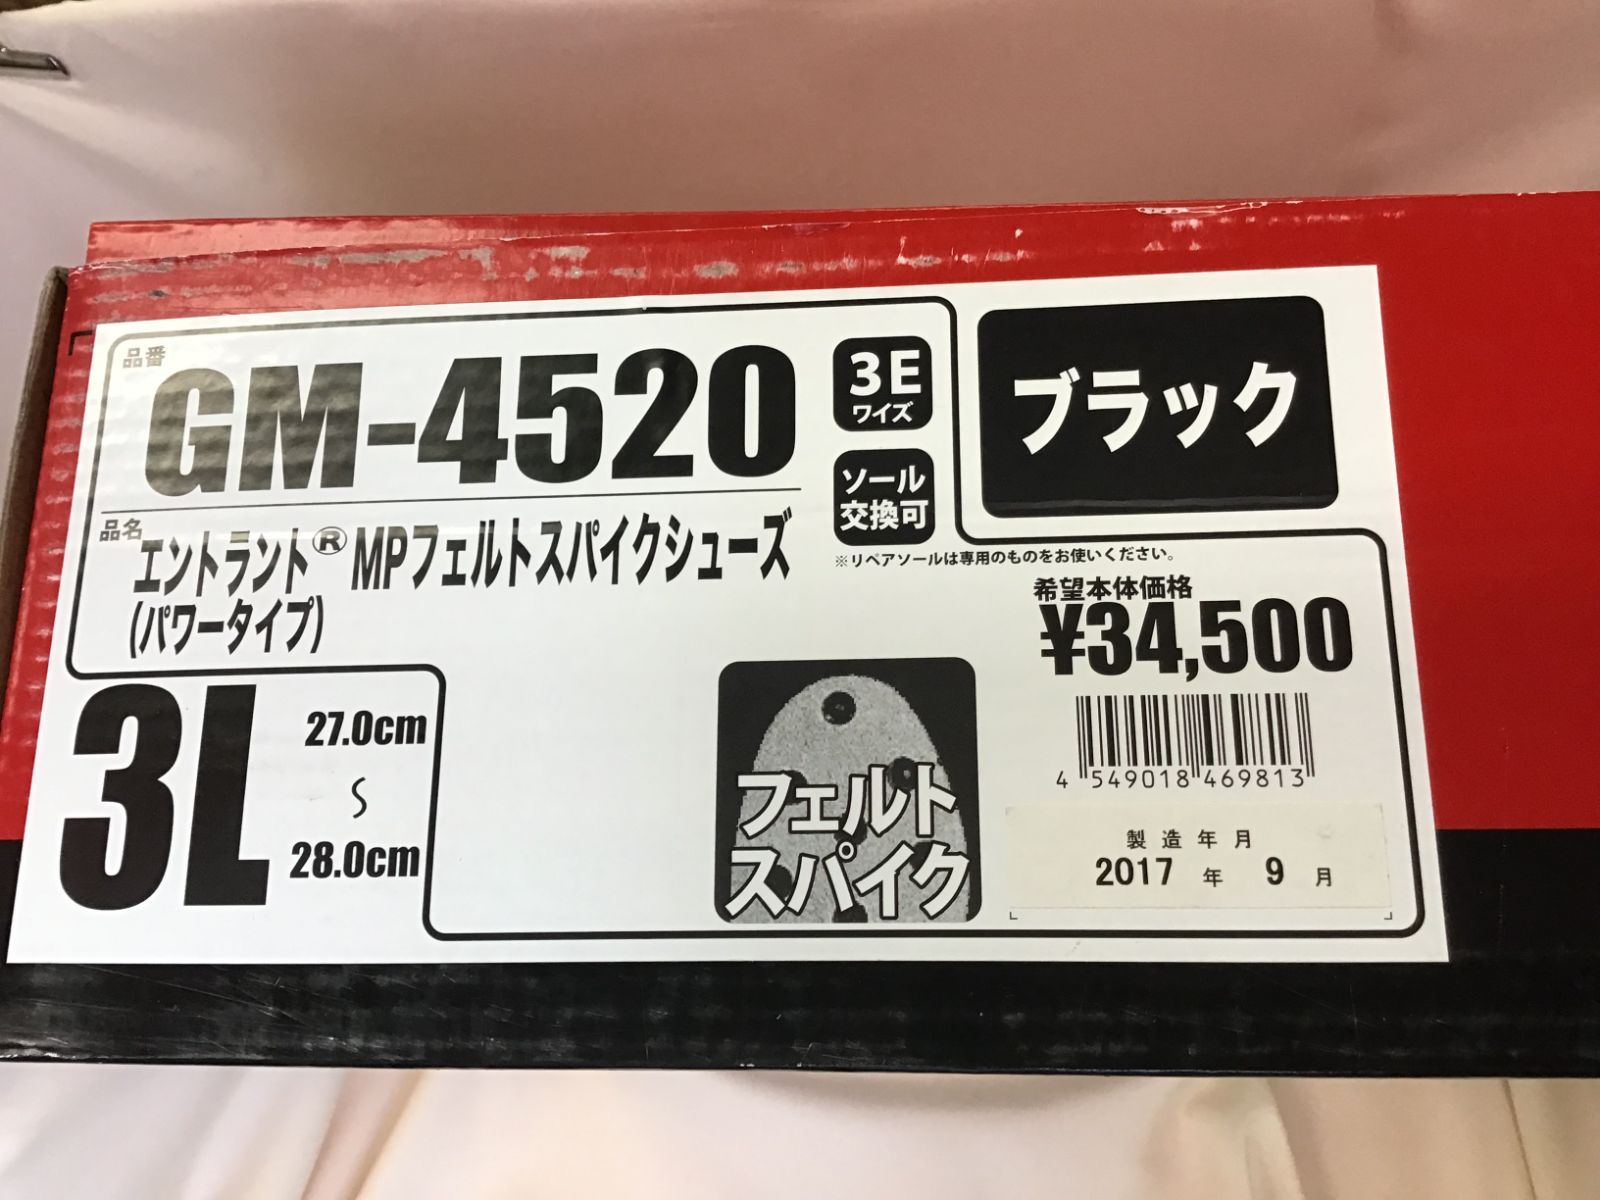 品番
GM-4520
3E
ワイズ
ソール
交換可
ブラック
品名
エントラント® MPフェルトスパイクシューズ
(パワータイプ)
※リペアソールは専用のものをお使いください。
希望本体価格
¥34,500
3L
27.0cm
〜
28.0cm
フェルト
スパイク
4 549018 469813
製造年月
2017 年 9 月